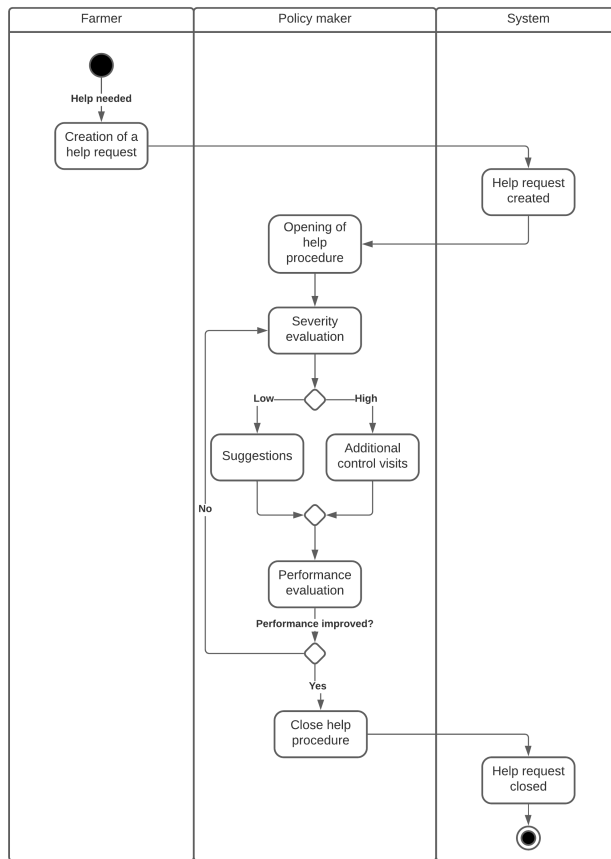 Farmer
Policy maker
System
Help needed
Creation of a
help request
Help request
created
Opening of
help
procedure
Severity
evaluation
Low
High
Suggestions
Additional
control visits
No
Performance
evaluation
Performance improved?
Yes
Close help
procedure
Help request
closed